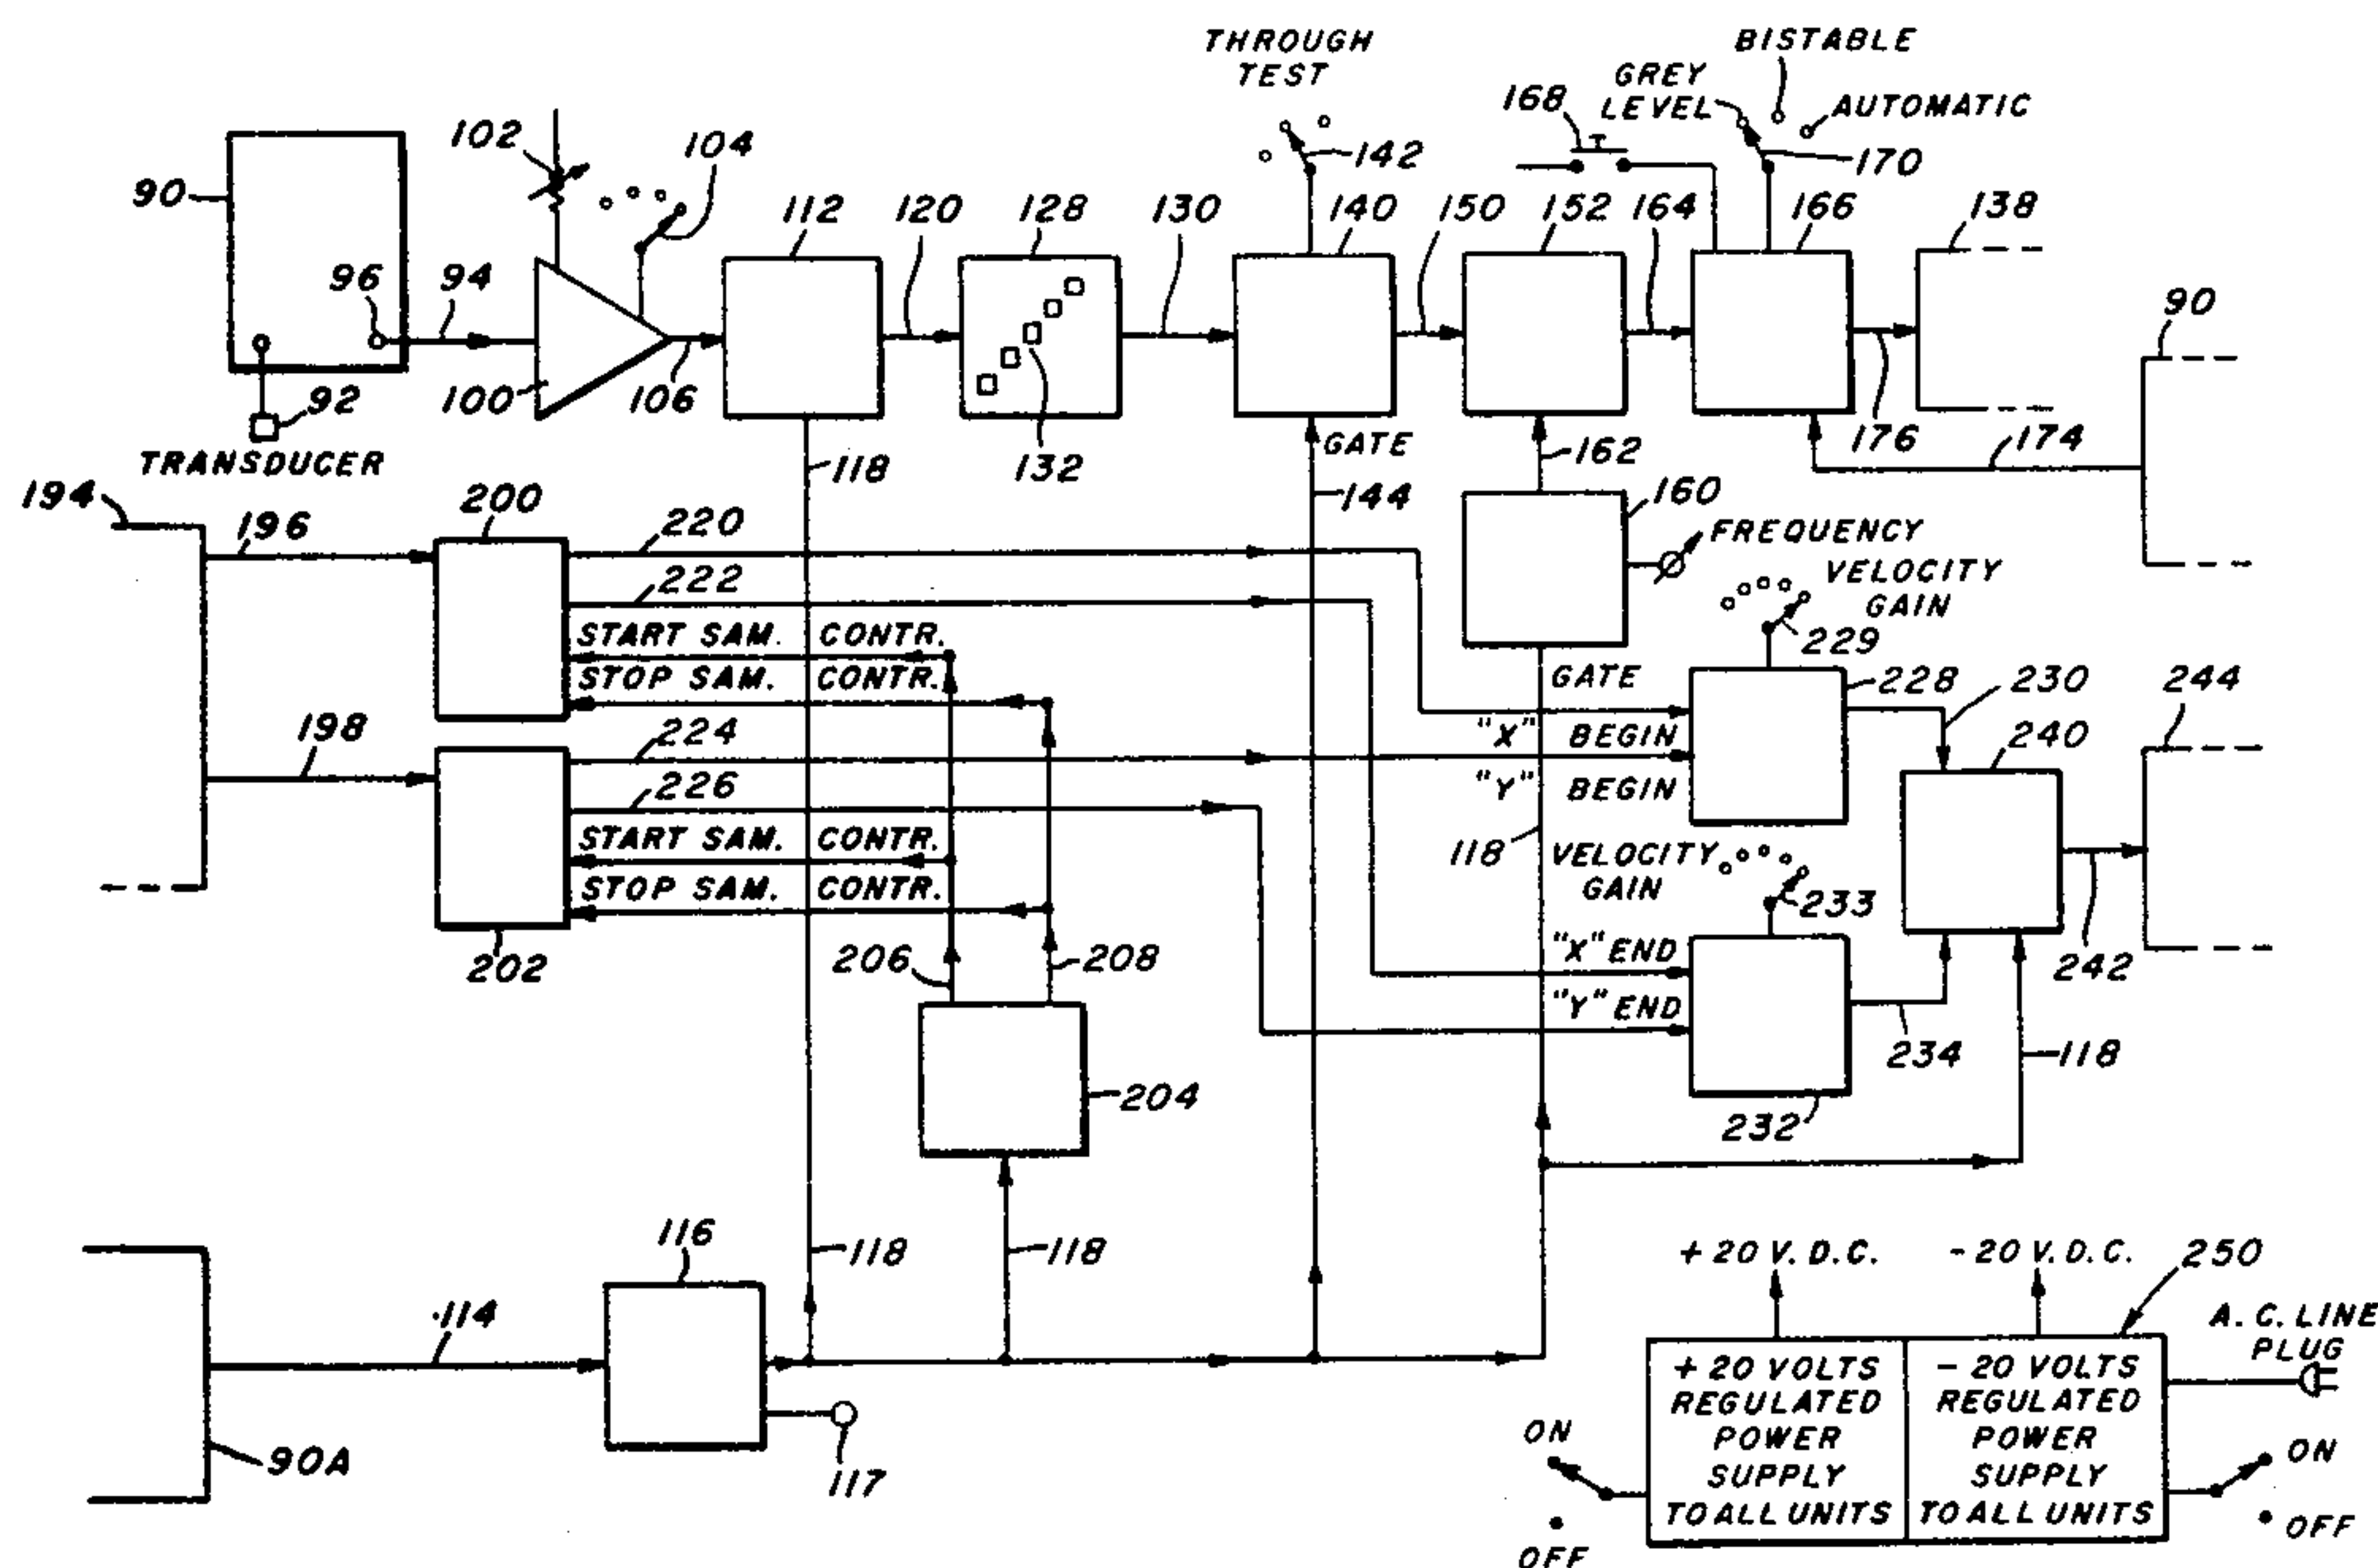 THROUGH
TEST
BISTABLE
GREY
LEVEL
AUTOMATIC
168
102
104
142
170
90
112
120
128
130
140
150
152
164
166
138
96
94
90
100
106
92
132
GATE
176
174
TRANSDUCER
118
162
194
144
160
200
196
220
FREQUENCY
222
VELOCITY
GAIN
START SAM. CONTR.
229
STOP SAM. CONTR.
GATE
228
230
244
198
224
"X" BEGIN
240
226
"Y" BEGIN
START SAM. CONTR.
118
VELOCITY
GAIN
STOP SAM. CONTR.
233
202
206
208
"X" END
242
"Y" END
234
118
204
232
116
118
118
+20 V.D.C.
-20 V.D.C.
250
114
A.C. LINE
PLUG
+20 VOLTS
REGULATED
POWER
SUPPLY
TO ALL UNITS
-20 VOLTS
REGULATED
POWER
SUPPLY
TO ALL UNITS
ON
ON
90A
117
OFF
OFF